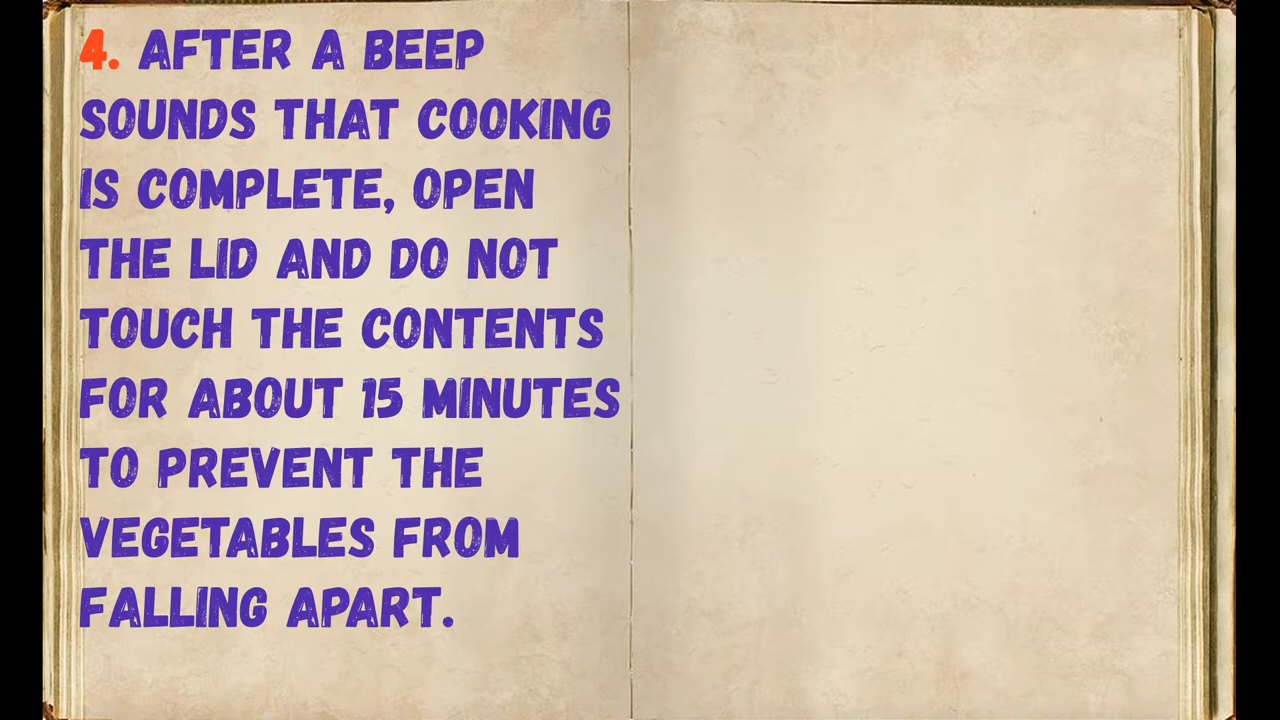 4. AFTER A BEEP
SOUNDS THAT COOKING
IS COMPLETE, OPEN
THE LID AND DO NOT
TOUCH THE CONTENTS
FOR ABOUT 15 MINUTES
TO PREVENT THE
VEGETABLES FROM
FALLING APART.